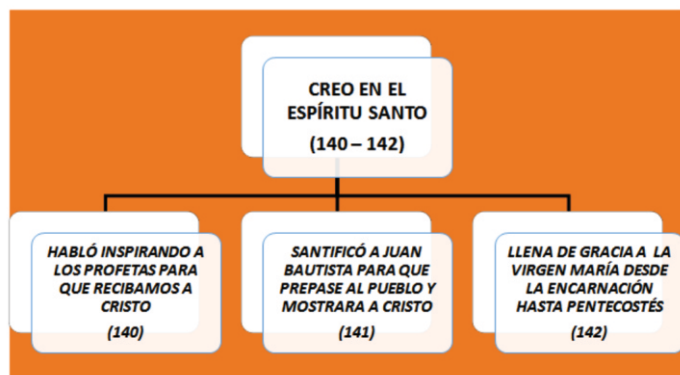 CREO EN EL
ESPÍRITU SANTO
(140 – 142)
HABLÓ INSPIRANDO A
LOS PROFETAS PARA
QUE RECIBAMOS A
CRISTO
(140)
SANTIFICÓ A JUAN
BAUTISTA PARA QUE
PREPASE AL PUEBLO Y
MOSTRARA A CRISTO
(141)
LLENA DE GRACIA A LA
VIRGEN MARÍA DESDE
LA ENCARNACIÓN
HASTA PENTECOSTÉS
(142)